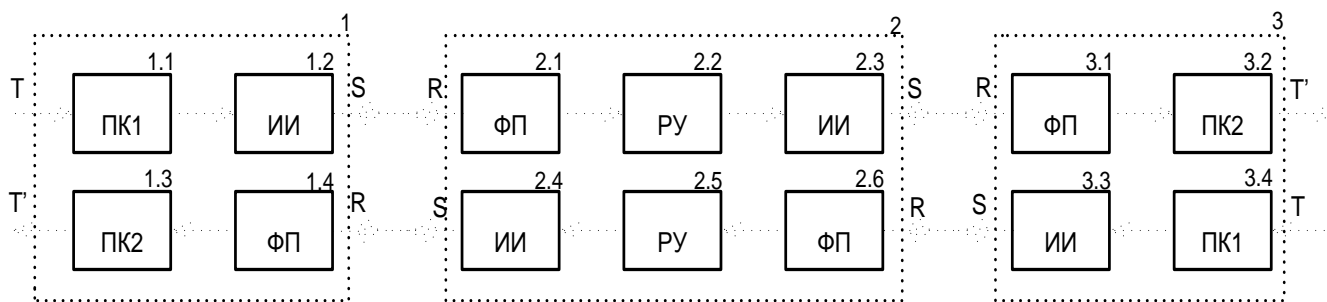 1 2 3
1.1 1.2 2.1 2.2 2.3 3.1 3.2
T S R S R T'
ПК1 ИИ ФП РУ ИИ ФП ПК2
1.3 1.4 2.4 2.5 2.6 3.3 3.4
T' R S R S T
ПК2 ФП ИИ РУ ФП ИИ ПК1